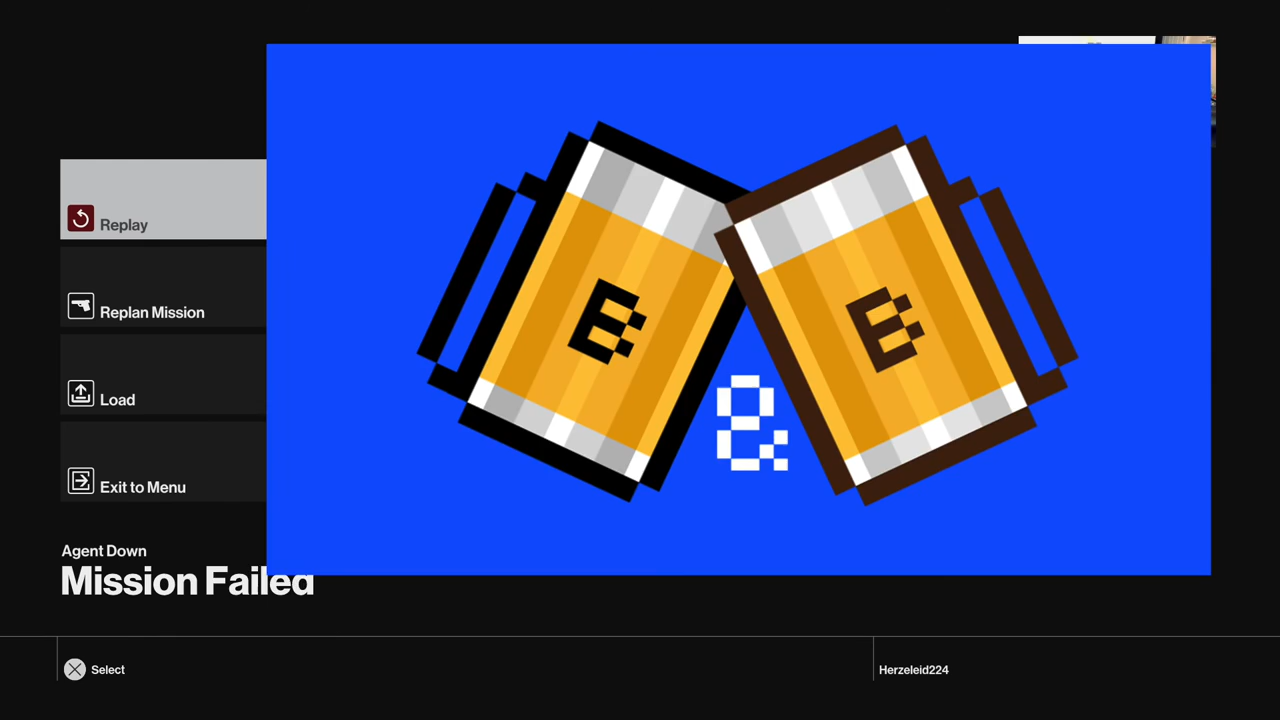 Replay
Replan Mission
Load
Exit to Menu
B & B
Agent Down
Mission Failed
Select
Herzeleid224